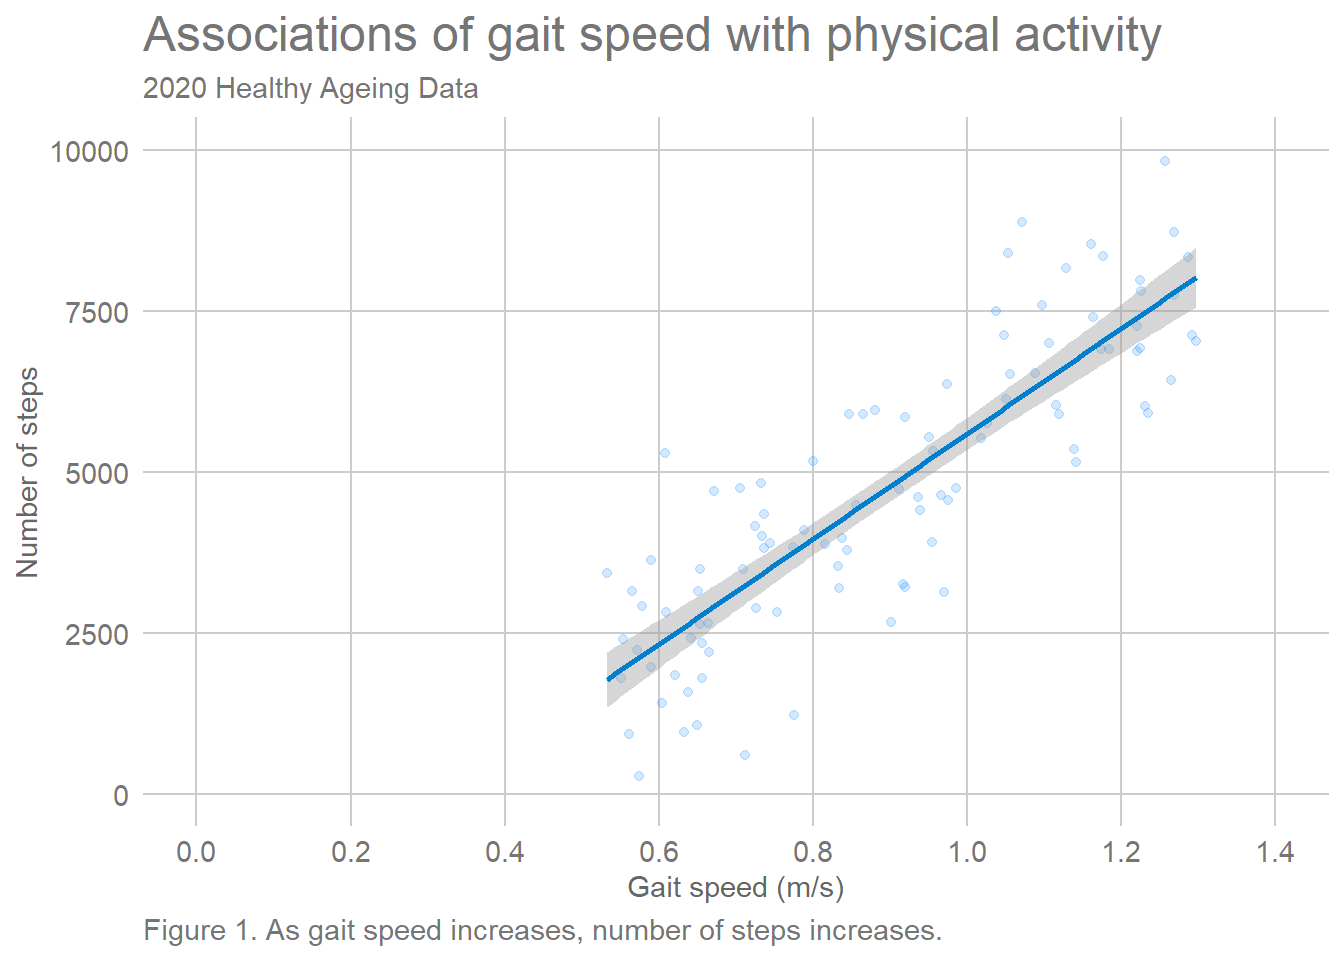 Associations of gait speed with physical activity
2020 Healthy Ageing Data
10000
7500
5000
2500
0
Number of steps
0.0 0.2 0.4 0.6 0.8 1.0 1.2 1.4
Gait speed (m/s)
Figure 1. As gait speed increases, number of steps increases.